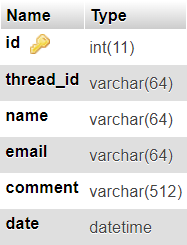 Name Type
id int(11)
thread_id varchar(64)
name varchar(64)
email varchar(64)
comment varchar(512)
date datetime